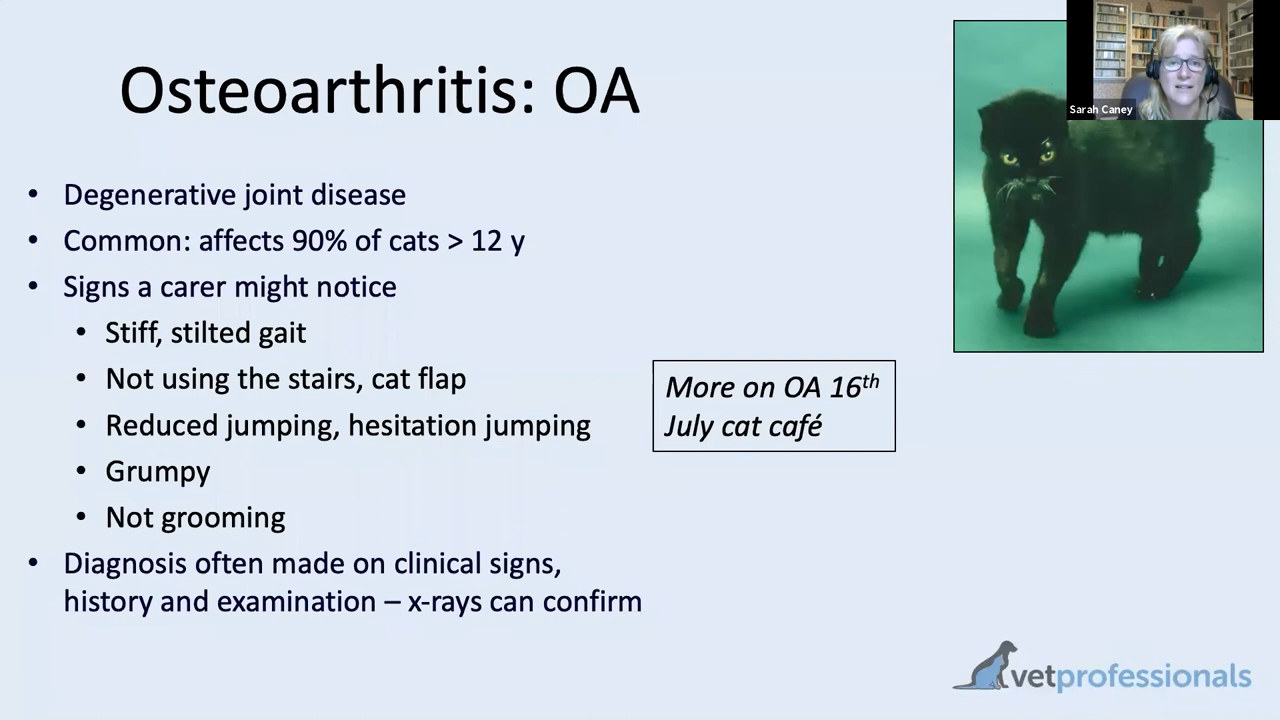 Osteoarthritis: OA
Sarah Caney
• Degenerative joint disease
• Common: affects 90% of cats > 12 y
• Signs a carer might notice
• Stiff, stilted gait
• Not using the stairs, cat flap
• Reduced jumping, hesitation jumping
• Grumpy
• Not grooming
• Diagnosis often made on clinical signs,
history and examination – x-rays can confirm
More on OA 16th
July cat café
vetprofessionals